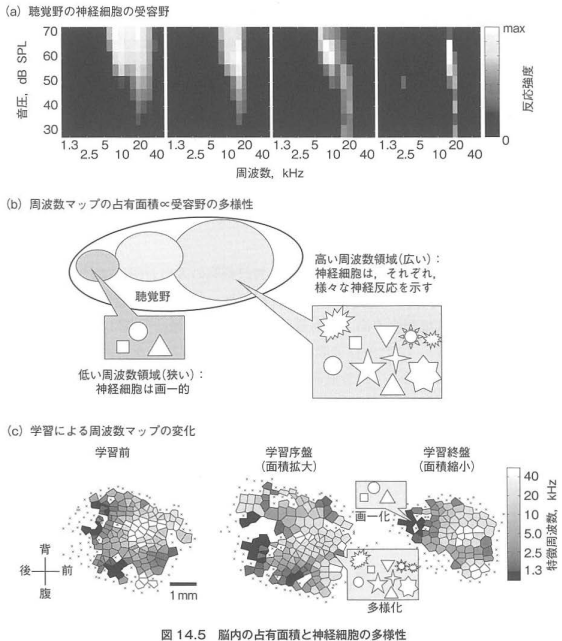 (a) 聴覚野の神経細胞の受容野
音圧, dB SPL
70
60
50
40
30
1.3 5 20
2.5 10 40
1.3 5 20
2.5 10 40
1.3 5 20
2.5 10 40
1.3 5 20
2.5 10 40
周波数, kHz
max
0
反応強度
(b) 周波数マップの占有面積∝受容野の多様性
聴覚野
低い周波数領域(狭い)：
神経細胞は画一的
高い周波数領域(広い)：
神経細胞は，それぞれ，
様々な神経反応を示す
(c) 学習による周波数マップの変化
学習前
学習序盤
(面積拡大)
学習終盤
(面積縮小)
画一化
多様化
背
後 前
腹
1 mm
40
20
10
5.0
2.5
1.3
特徴周波数, kHz
図 14.5 脳内の占有面積と神経細胞の多様性